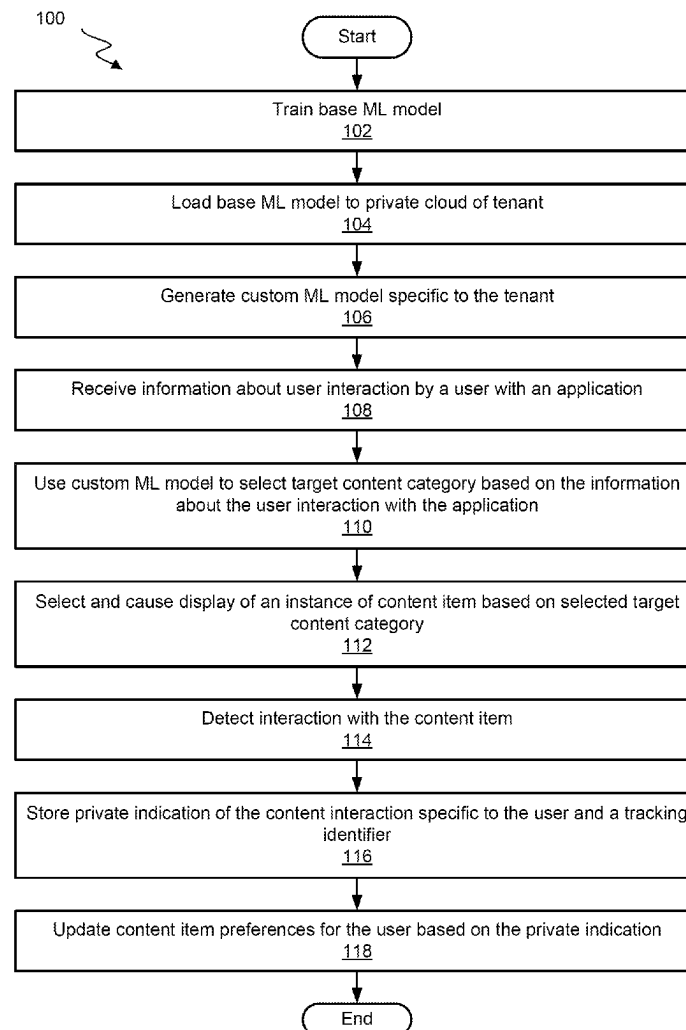 100
Start
Train base ML model
102
Load base ML model to private cloud of tenant
104
Generate custom ML model specific to the tenant
106
Receive information about user interaction by a user with an application
108
Use custom ML model to select target content category based on the information
about the user interaction with the application
110
Select and cause display of an instance of content item based on selected target
content category
112
Detect interaction with the content item
114
Store private indication of the content interaction specific to the user and a tracking
identifier
116
Update content item preferences for the user based on the private indication
118
End